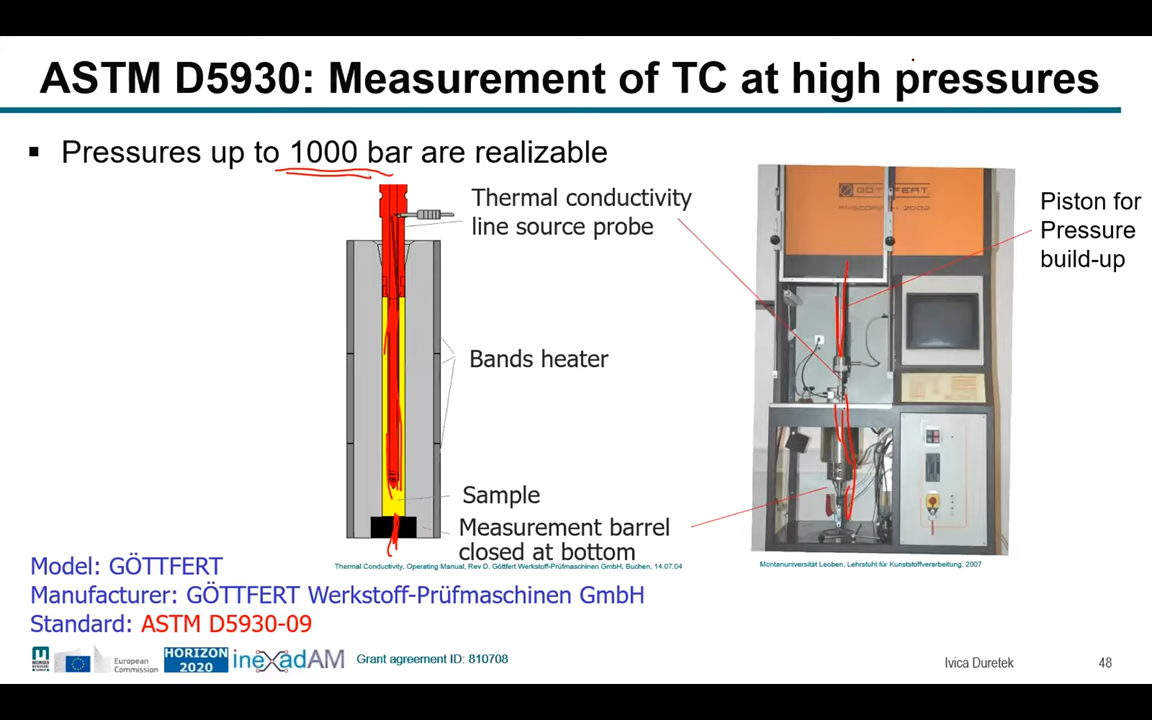 ASTM D5930: Measurement of TC at high pressures
▪ Pressures up to 1000 bar are realizable
Thermal conductivity
line source probe
Bands heater
Sample
Measurement barrel
closed at bottom
GÖTTFERT
Piston for
Pressure
build-up
Thermal Conductivity, Operating Manual, Rev D. Göttfert Werkstoff-Prüfmaschinen GmbH, Buchen, 14.07.04
Montanuniversität Leoben, Lehrstuhl für Kunststoffverarbeitung, 2007
Model: GÖTTFERT
Manufacturer: GÖTTFERT Werkstoff-Prüfmaschinen GmbH
Standard: ASTM D5930-09
European
Commission
HORIZON
2020
inexadAM
Grant agreement ID: 810708
Ivica Duretek
48